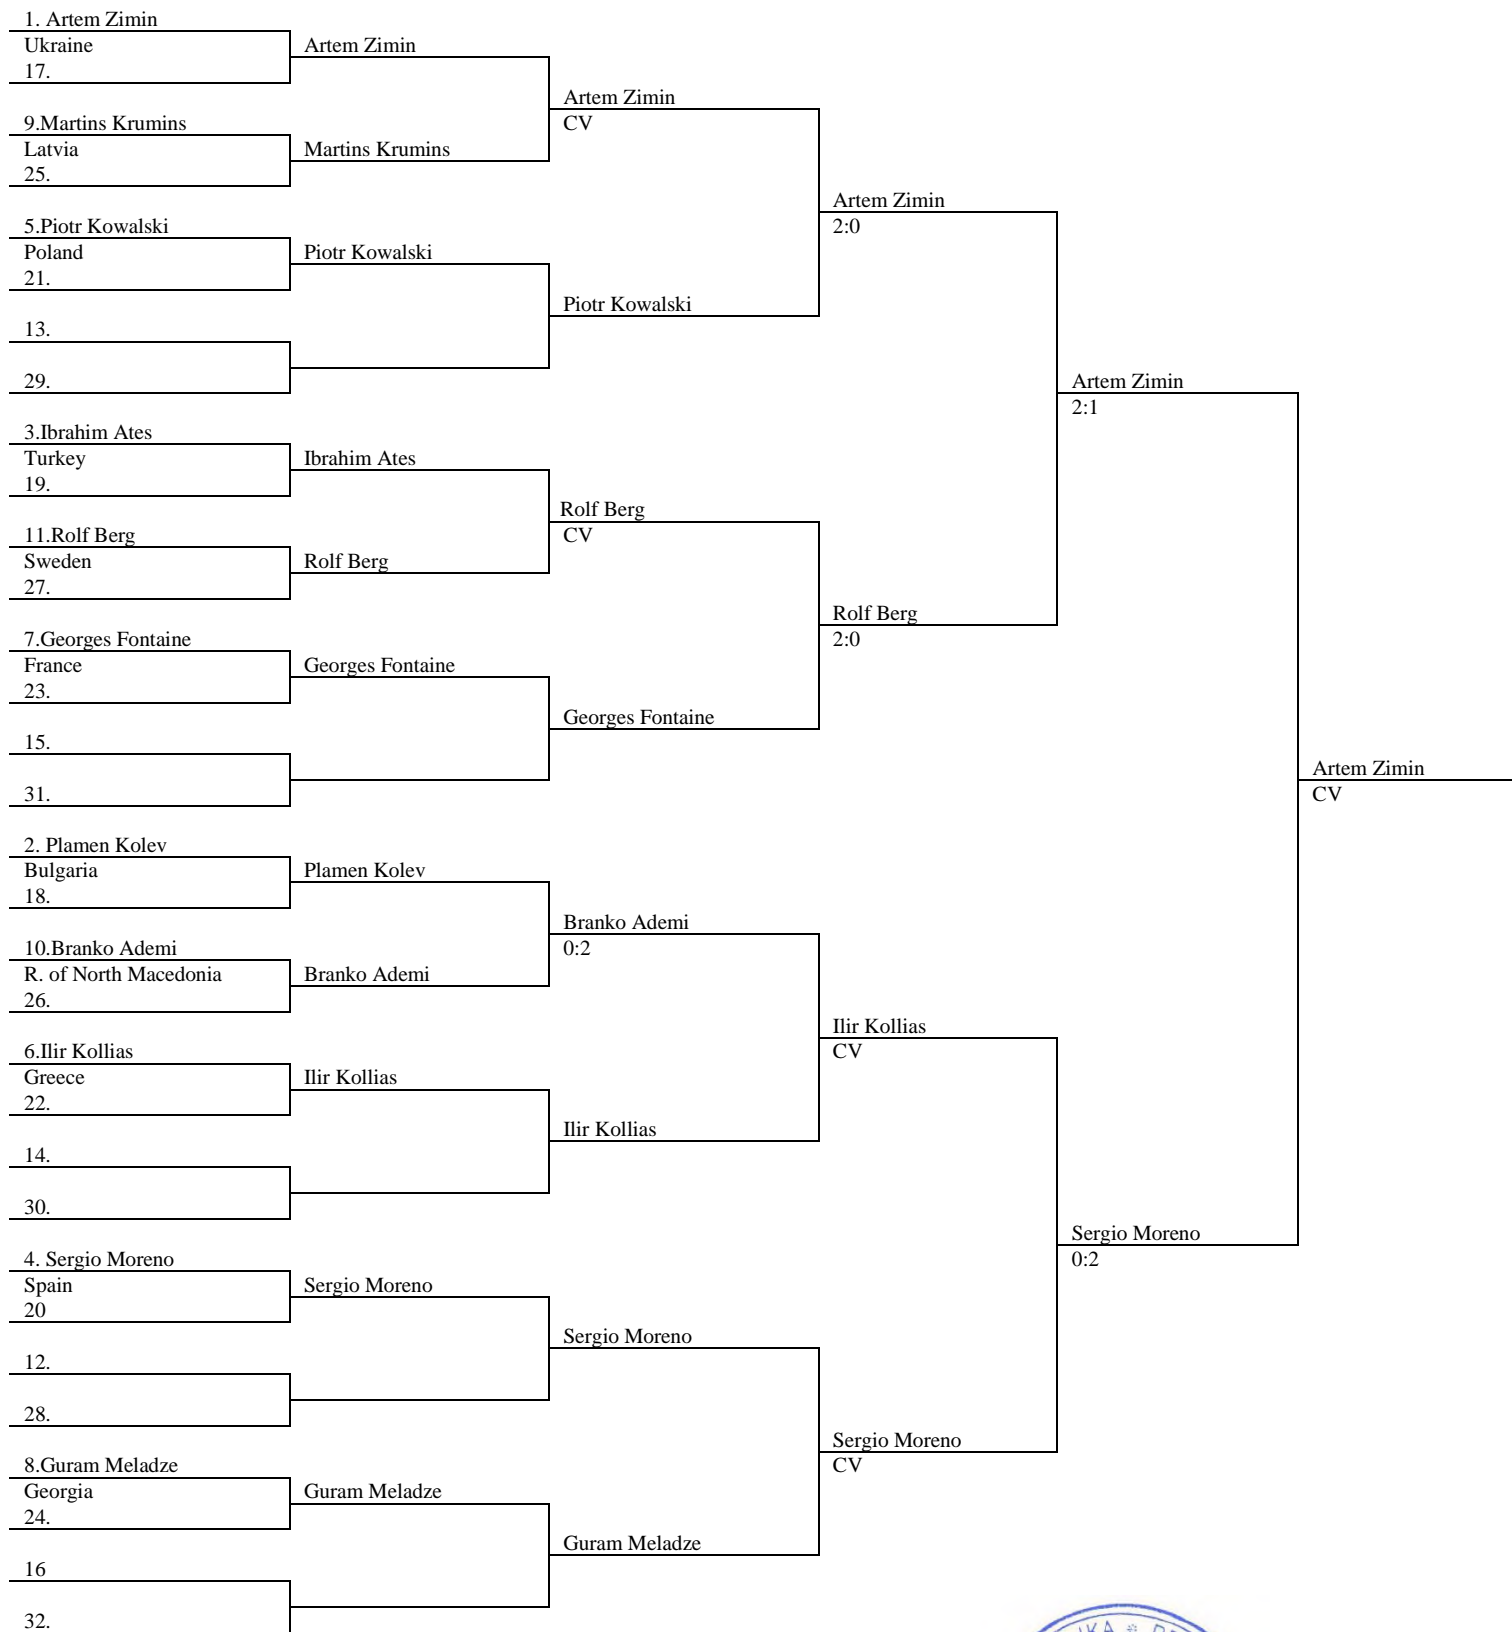 1. Artem Zimin
Ukraine
17.
Artem Zimin
Artem Zimin
CV
9.Martins Krumins
Latvia
25.
Martins Krumins
Artem Zimin
2:0
5.Piotr Kowalski
Poland
21.
Piotr Kowalski
Piotr Kowalski
13.
29.
Artem Zimin
2:1
3.Ibrahim Ates
Turkey
19.
Ibrahim Ates
Rolf Berg
CV
11.Rolf Berg
Sweden
27.
Rolf Berg
Rolf Berg
2:0
7.Georges Fontaine
France
23.
Georges Fontaine
Georges Fontaine
15.
31.
Artem Zimin
CV
2. Plamen Kolev
Bulgaria
18.
Plamen Kolev
Branko Ademi
0:2
10.Branko Ademi
R. of North Macedonia
26.
Branko Ademi
Ilir Kollias
CV
6.Ilir Kollias
Greece
22.
Ilir Kollias
Ilir Kollias
14.
30.
Sergio Moreno
0:2
4. Sergio Moreno
Spain
20
Sergio Moreno
Sergio Moreno
12.
28.
Sergio Moreno
CV
8.Guram Meladze
Georgia
24.
Guram Meladze
Guram Meladze
16
32.